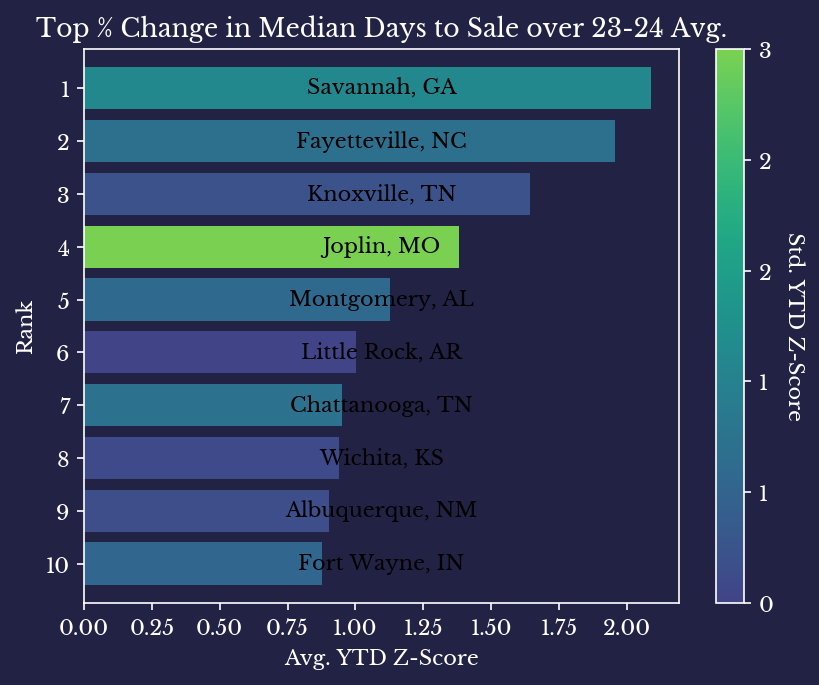 Top % Change in Median Days to Sale over 23-24 Avg.
Rank
1 Savannah, GA
2 Fayetteville, NC
3 Knoxville, TN
4 Joplin, MO
5 Montgomery, AL
6 Little Rock, AR
7 Chattanooga, TN
8 Wichita, KS
9 Albuquerque, NM
10 Fort Wayne, IN
0.00 0.25 0.50 0.75 1.00 1.25 1.50 1.75 2.00
Avg. YTD Z-Score
3
2
2
1
1
0
Std. YTD Z-Score